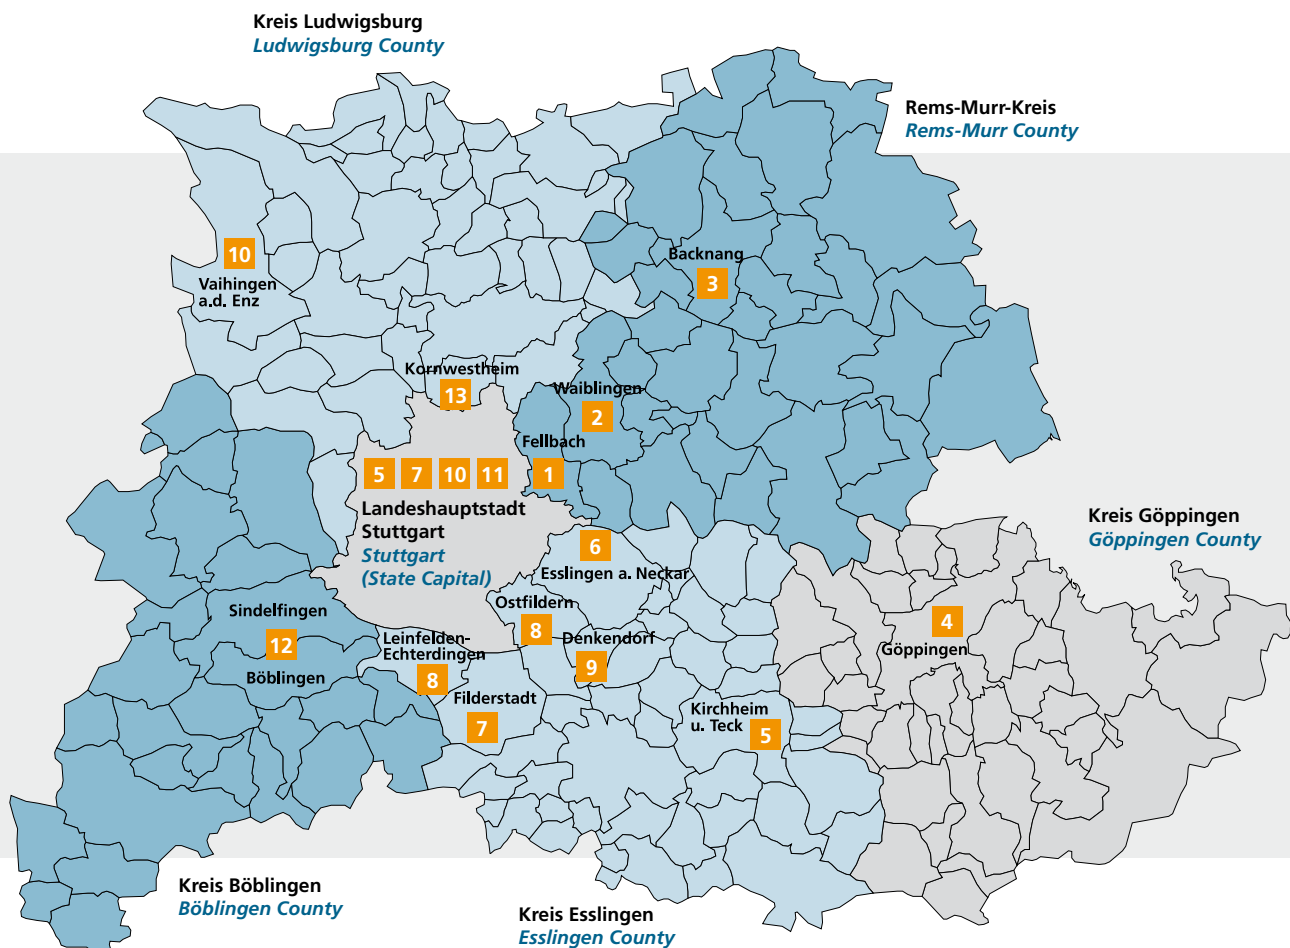 Kreis Ludwigsburg
Ludwigsburg County
Rems-Murr-Kreis
Rems-Murr County
10
Vaihingen
a.d. Enz
Backnang
3
Kornwestheim
13
Waiblingen
2
Fellbach
1
5 7 10 11
Landeshauptstadt
Stuttgart
Stuttgart
(State Capital)
Kreis Göppingen
Göppingen County
6
Esslingen a. Neckar
Sindelfingen
12
Böblingen
Ostfildern
8
Leinfelden-
Echterdingen
8
Denkendorf
9
4
Göppingen
Filderstadt
7
Kirchheim
u. Teck
5
Kreis Böblingen
Böblingen County
Kreis Esslingen
Esslingen County